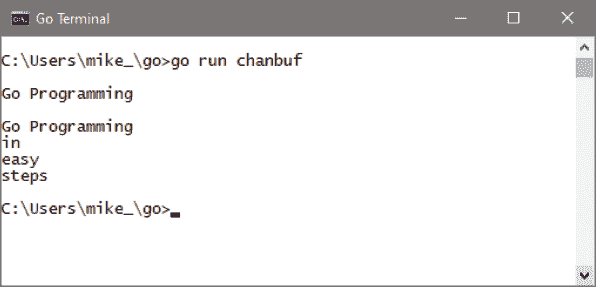 Go Terminal
C:\Users\mike_\go>go run chanbuf
Go Programming
Go Programming
in
easy
steps
C:\Users\mike_\go>